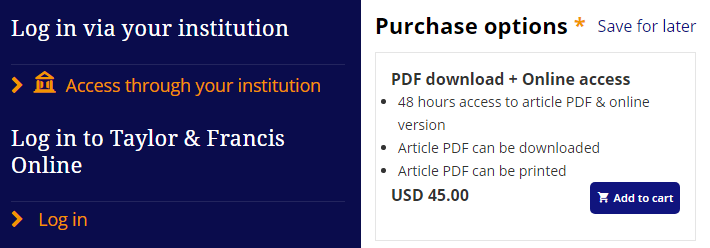 Log in via your institution
Access through your institution
Log in to Taylor & Francis
Online
Log in
Purchase options * Save for later
PDF download + Online access
48 hours access to article PDF & online
version
Article PDF can be downloaded
Article PDF can be printed
USD 45.00
Add to cart